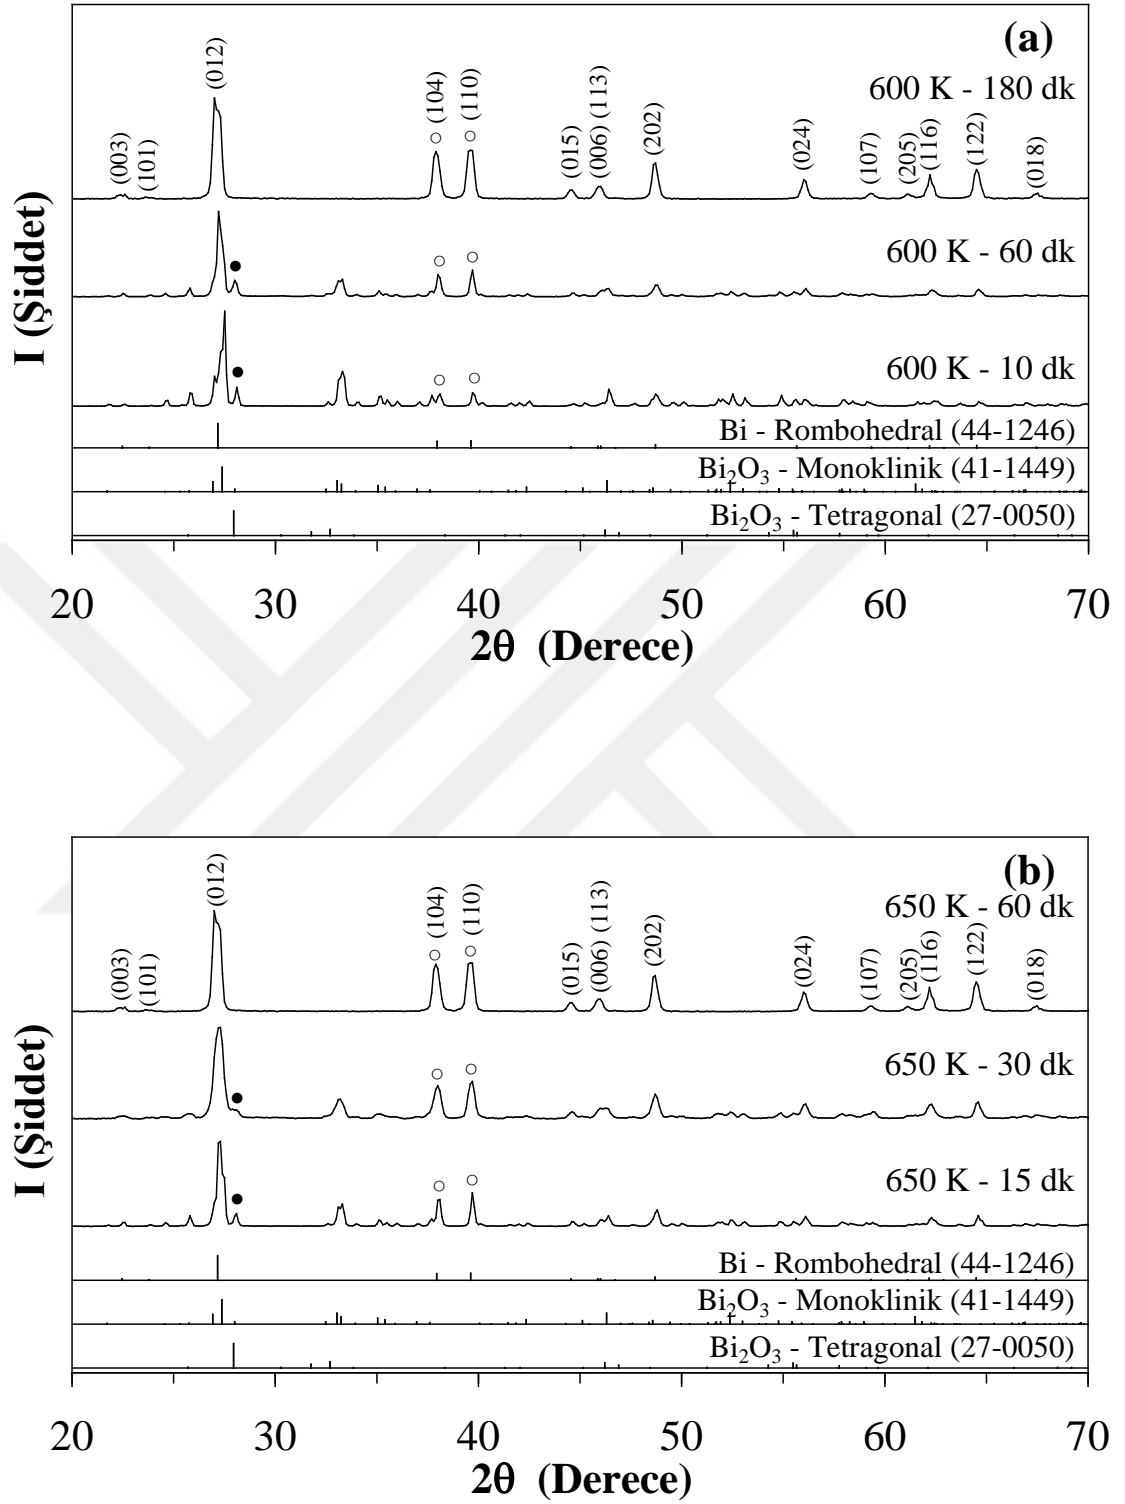 (a)
600 K - 180 dk
(003)
(101)
(012)
(104)
(110)
(015)
(006) (113)
(202)
(024)
(107)
(205)
(116)
(122)
(018)
600 K - 60 dk
600 K - 10 dk
Bi - Rombohedral (44-1246)
Bi₂O₃ - Monoklinik (41-1449)
Bi₂O₃ - Tetragonal (27-0050)
I (Şiddet)
20 30 40 50 60 70
2θ (Derece)
(b)
650 K - 60 dk
(003)
(101)
(012)
(104)
(110)
(015)
(006) (113)
(202)
(024)
(107)
(205)
(116)
(122)
(018)
650 K - 30 dk
650 K - 15 dk
Bi - Rombohedral (44-1246)
Bi₂O₃ - Monoklinik (41-1449)
Bi₂O₃ - Tetragonal (27-0050)
I (Şiddet)
20 30 40 50 60 70
2θ (Derece)